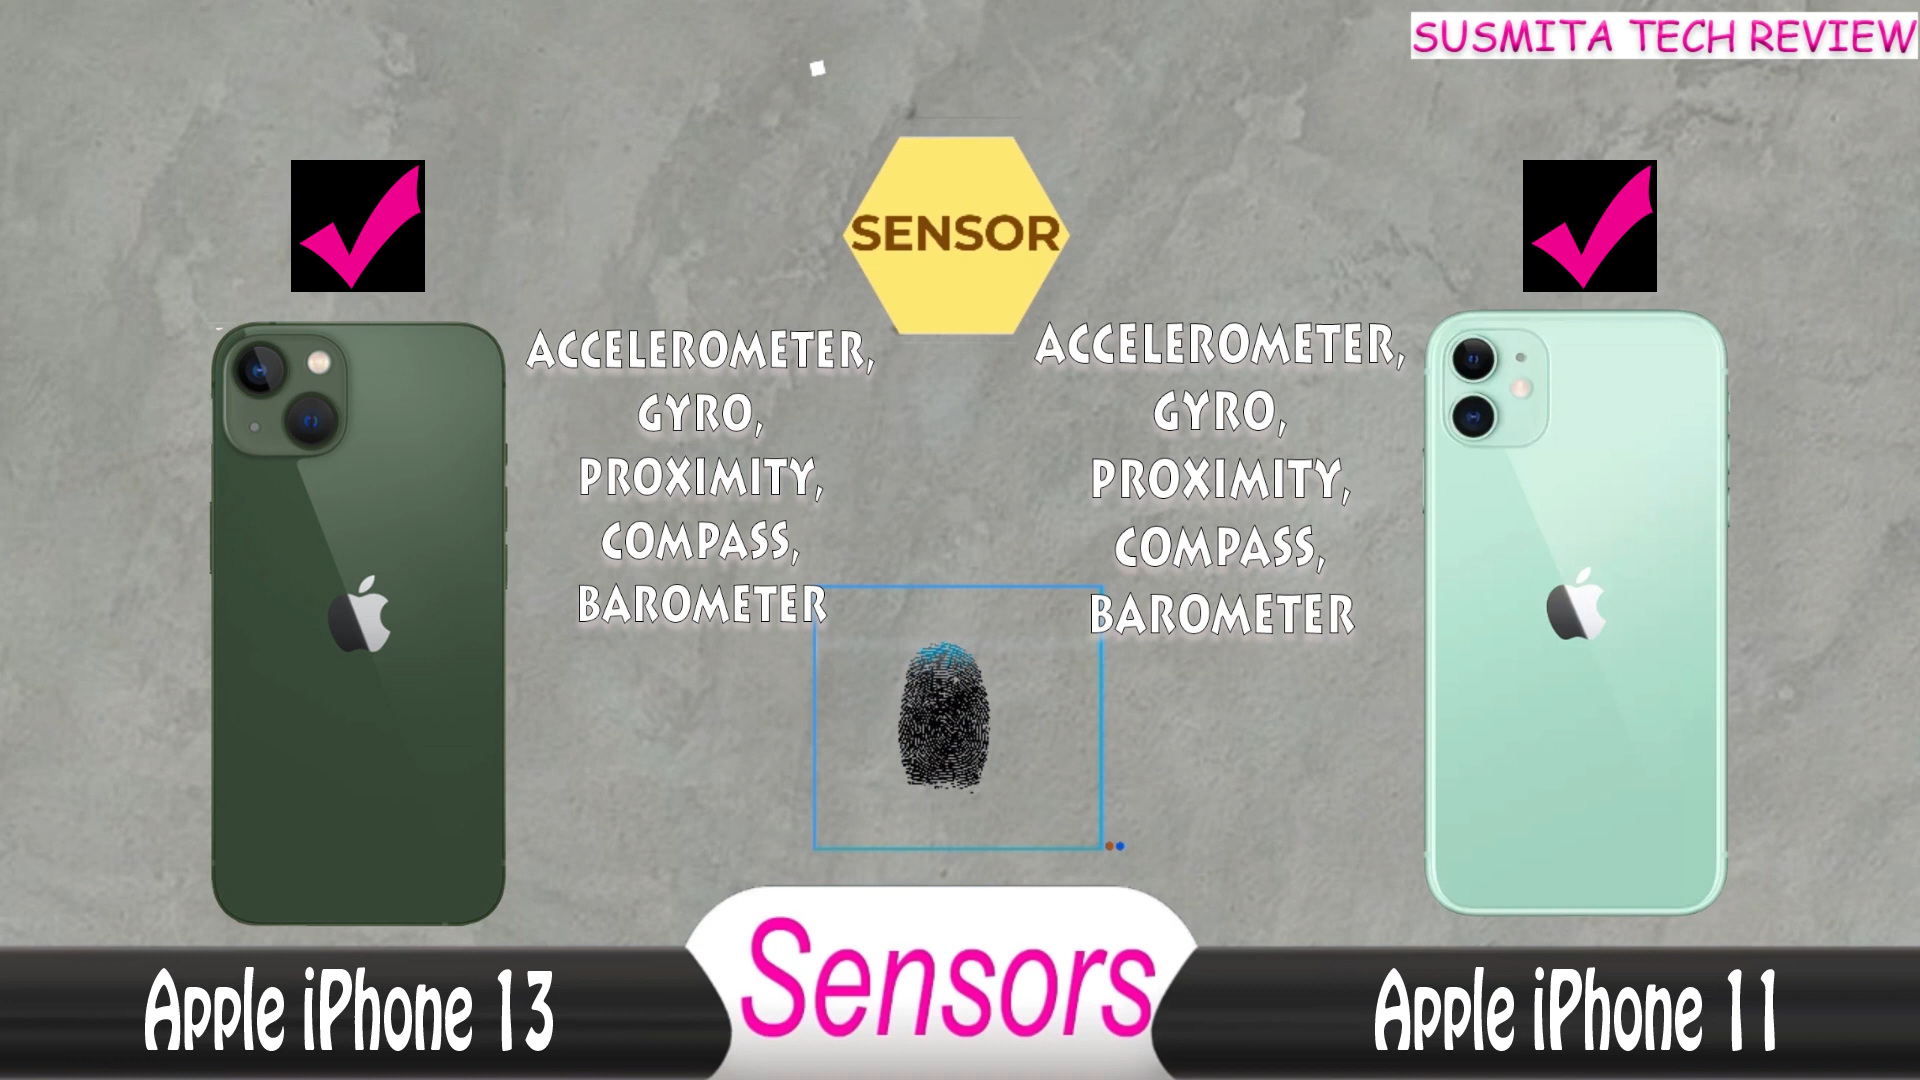 SUSMITA TECH REVIEW
SENSOR
ACCELEROMETER,
GYRO,
PROXIMITY,
COMPASS,
BAROMETER
ACCELEROMETER,
GYRO,
PROXIMITY,
COMPASS,
BAROMETER
Apple iPhone 13
Sensors
Apple iPhone 11